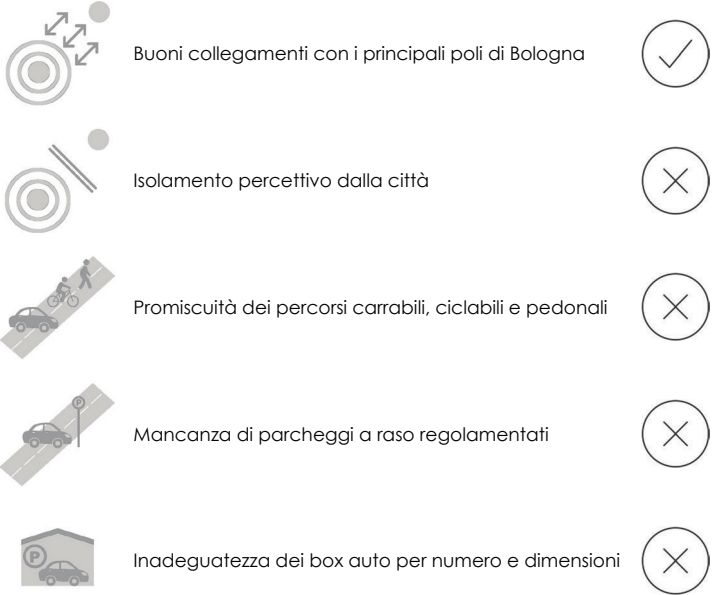 Buoni collegamenti con i principali poli di Bologna
Isolamento percettivo dalla città
Promiscuità dei percorsi carrabili, ciclabili e pedonali
P
Mancanza di parcheggi a raso regolamentati
P
Inadeguatezza dei box auto per numero e dimensioni